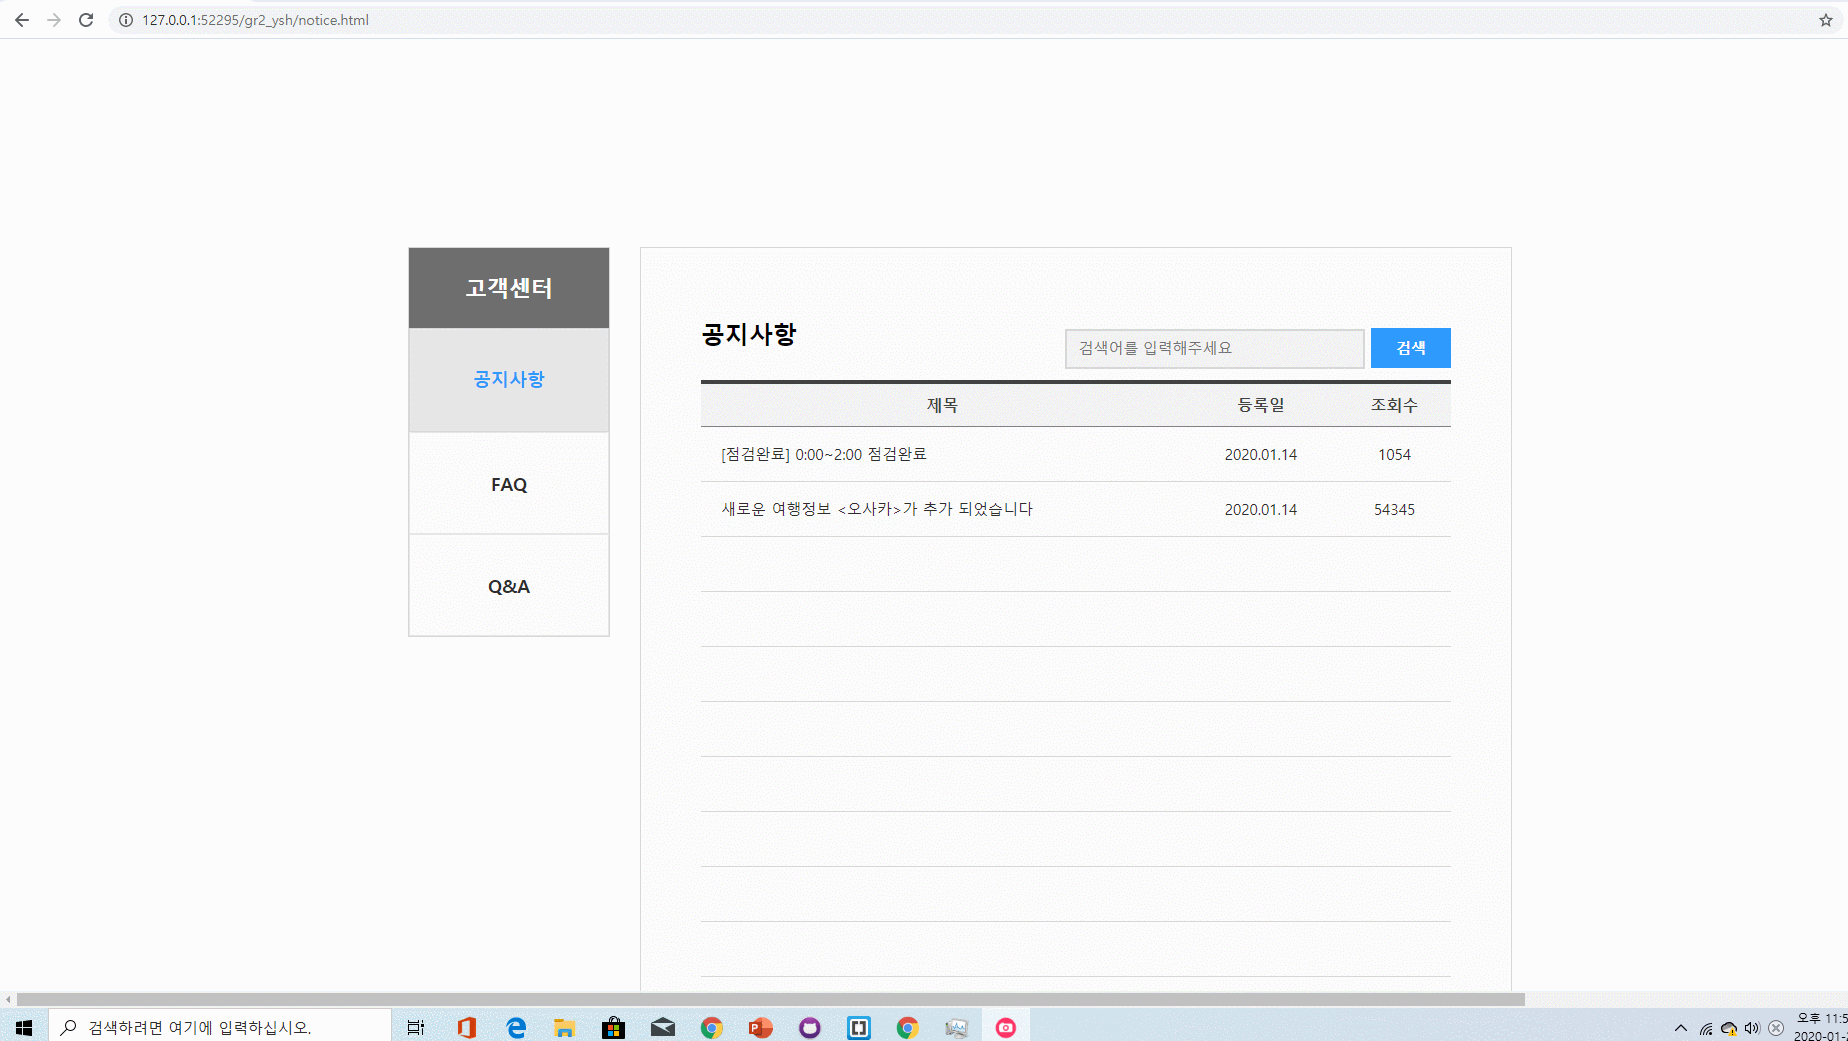 127.0.0.1:52295/gr2_ysh/notice.html
고객센터
공지사항
FAQ
Q&A
공지사항
검색어를 입력해주세요
검색
제목 등록일 조회수
[점검완료] 0:00~2:00 점검완료 2020.01.14 1054
새로운 여행정보 <오사카>가 추가 되었습니다 2020.01.14 54345
검색하려면 여기에 입력하십시오.
오후 11:5
2020-01-